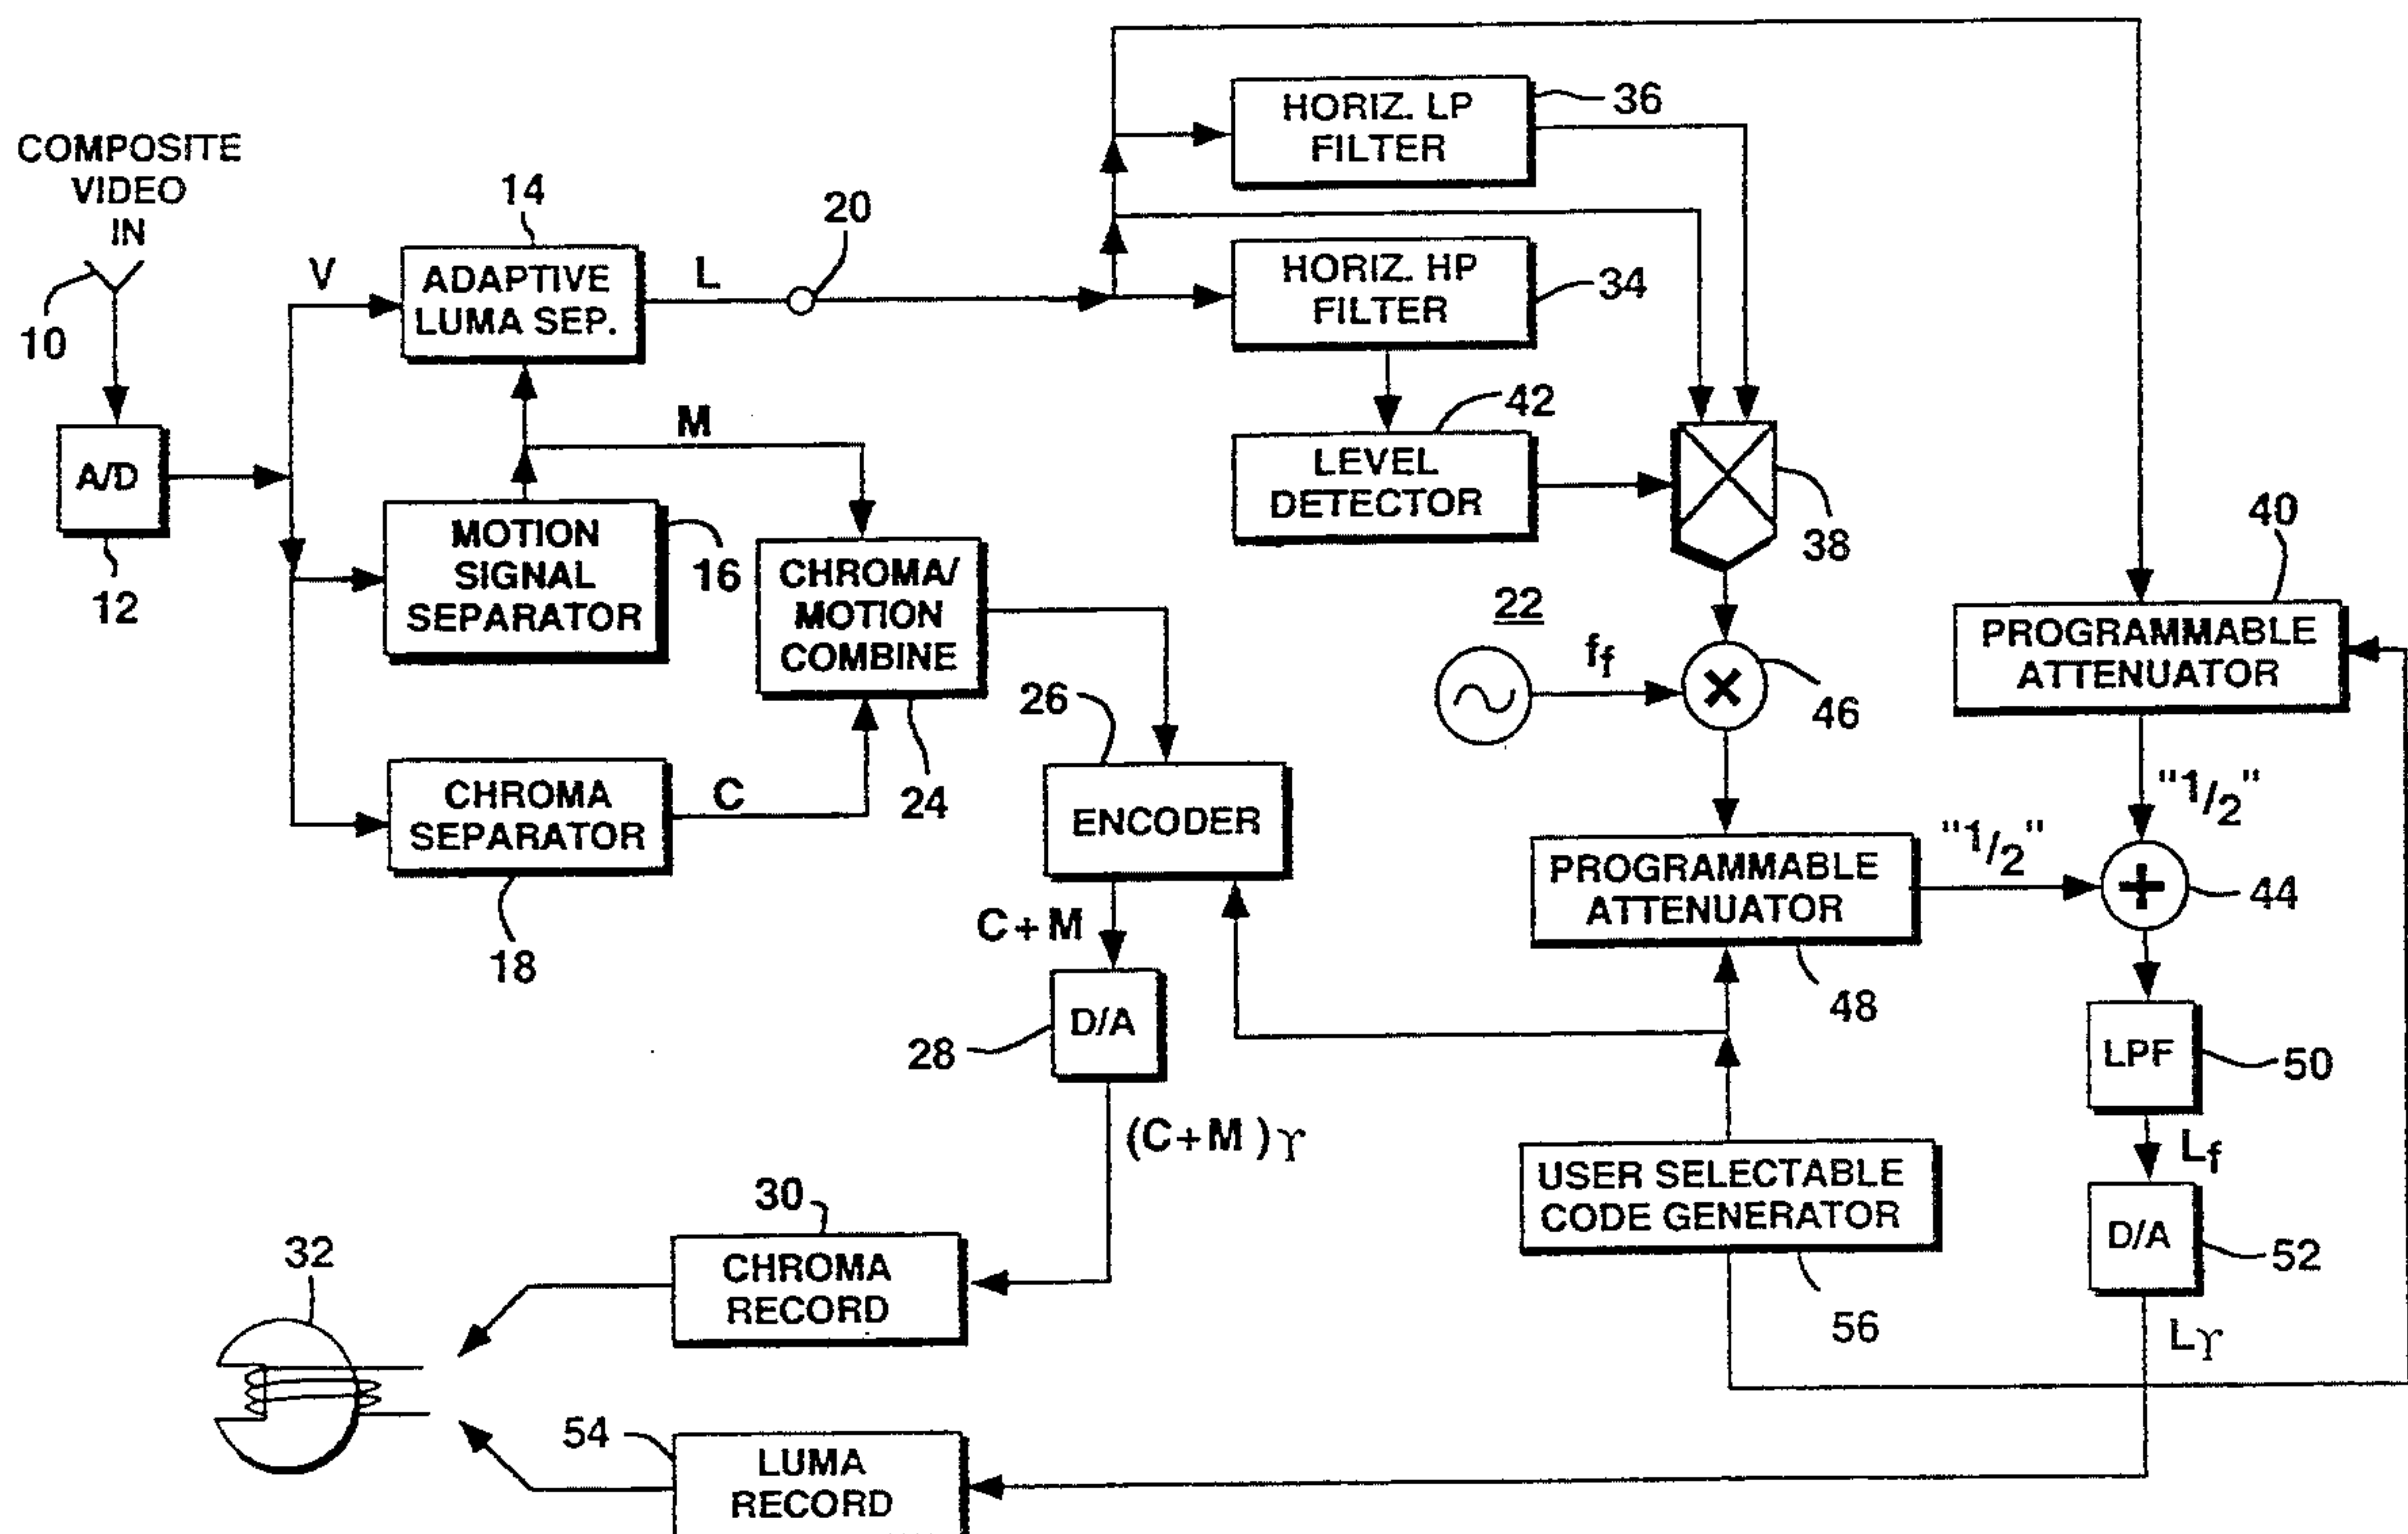 COMPOSITE
VIDEO
IN
10
A/D
12
V
14
ADAPTIVE
LUMA SEP.
L
20
M
MOTION
SIGNAL
SEPARATOR
16
CHROMA/
MOTION
COMBINE
24
CHROMA
SEPARATOR
18
C
26
ENCODER
C+M
D/A
28
(C+M)ϒ
30
CHROMA
RECORD
32
54
LUMA
RECORD
HORIZ. LP
FILTER
36
HORIZ. HP
FILTER
34
42
LEVEL
DETECTOR
38
22
ff
×
46
PROGRAMMABLE
ATTENUATOR
48
"1/2"
40
PROGRAMMABLE
ATTENUATOR
"1/2"
+
44
LPF
50
Lf
D/A
52
Lϒ
USER SELECTABLE
CODE GENERATOR
56